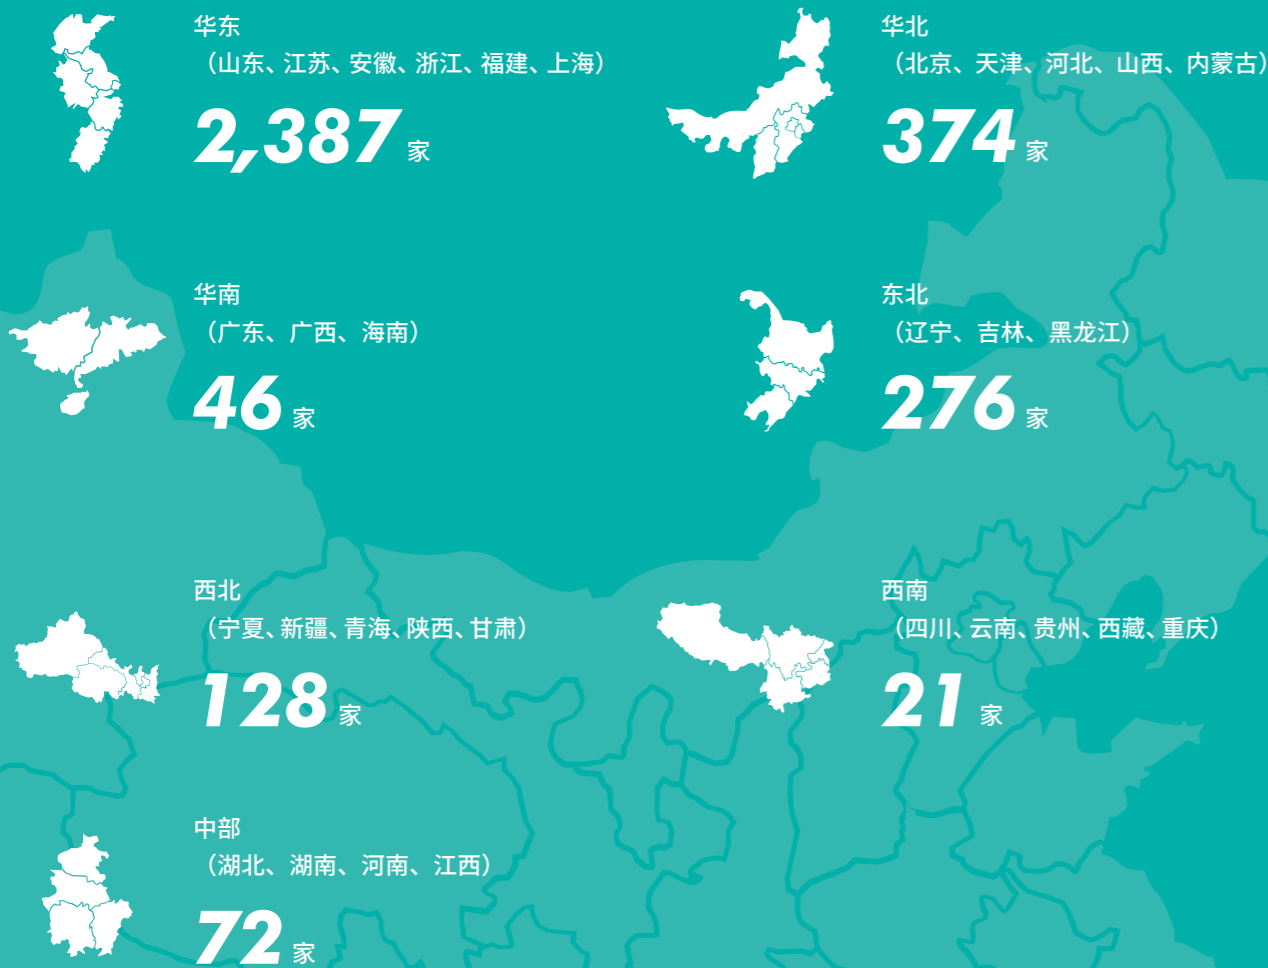 华东
（山东、江苏、安徽、浙江、福建、上海）
2,387 家
华北
（北京、天津、河北、山西、内蒙古）
374 家
华南
（广东、广西、海南）
46 家
东北
（辽宁、吉林、黑龙江）
276 家
西北
（宁夏、新疆、青海、陕西、甘肃）
128 家
西南
（四川、云南、贵州、西藏、重庆）
21 家
中部
（湖北、湖南、河南、江西）
72 家